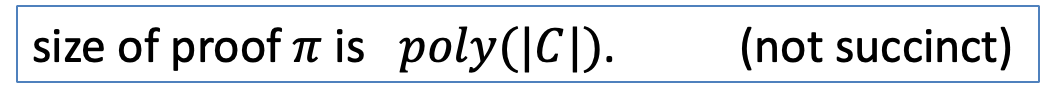 size of proof π is poly(|C|). (not succinct)